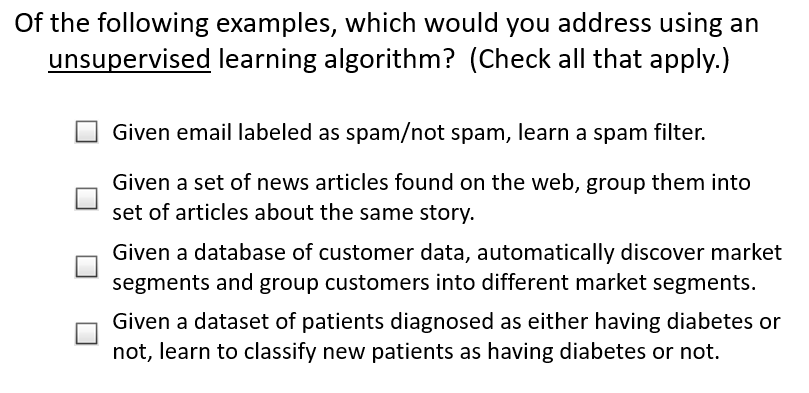 Of the following examples, which would you address using an
unsupervised learning algorithm? (Check all that apply.)
Given email labeled as spam/not spam, learn a spam filter.
Given a set of news articles found on the web, group them into
set of articles about the same story.
Given a database of customer data, automatically discover market
segments and group customers into different market segments.
Given a dataset of patients diagnosed as either having diabetes or
not, learn to classify new patients as having diabetes or not.